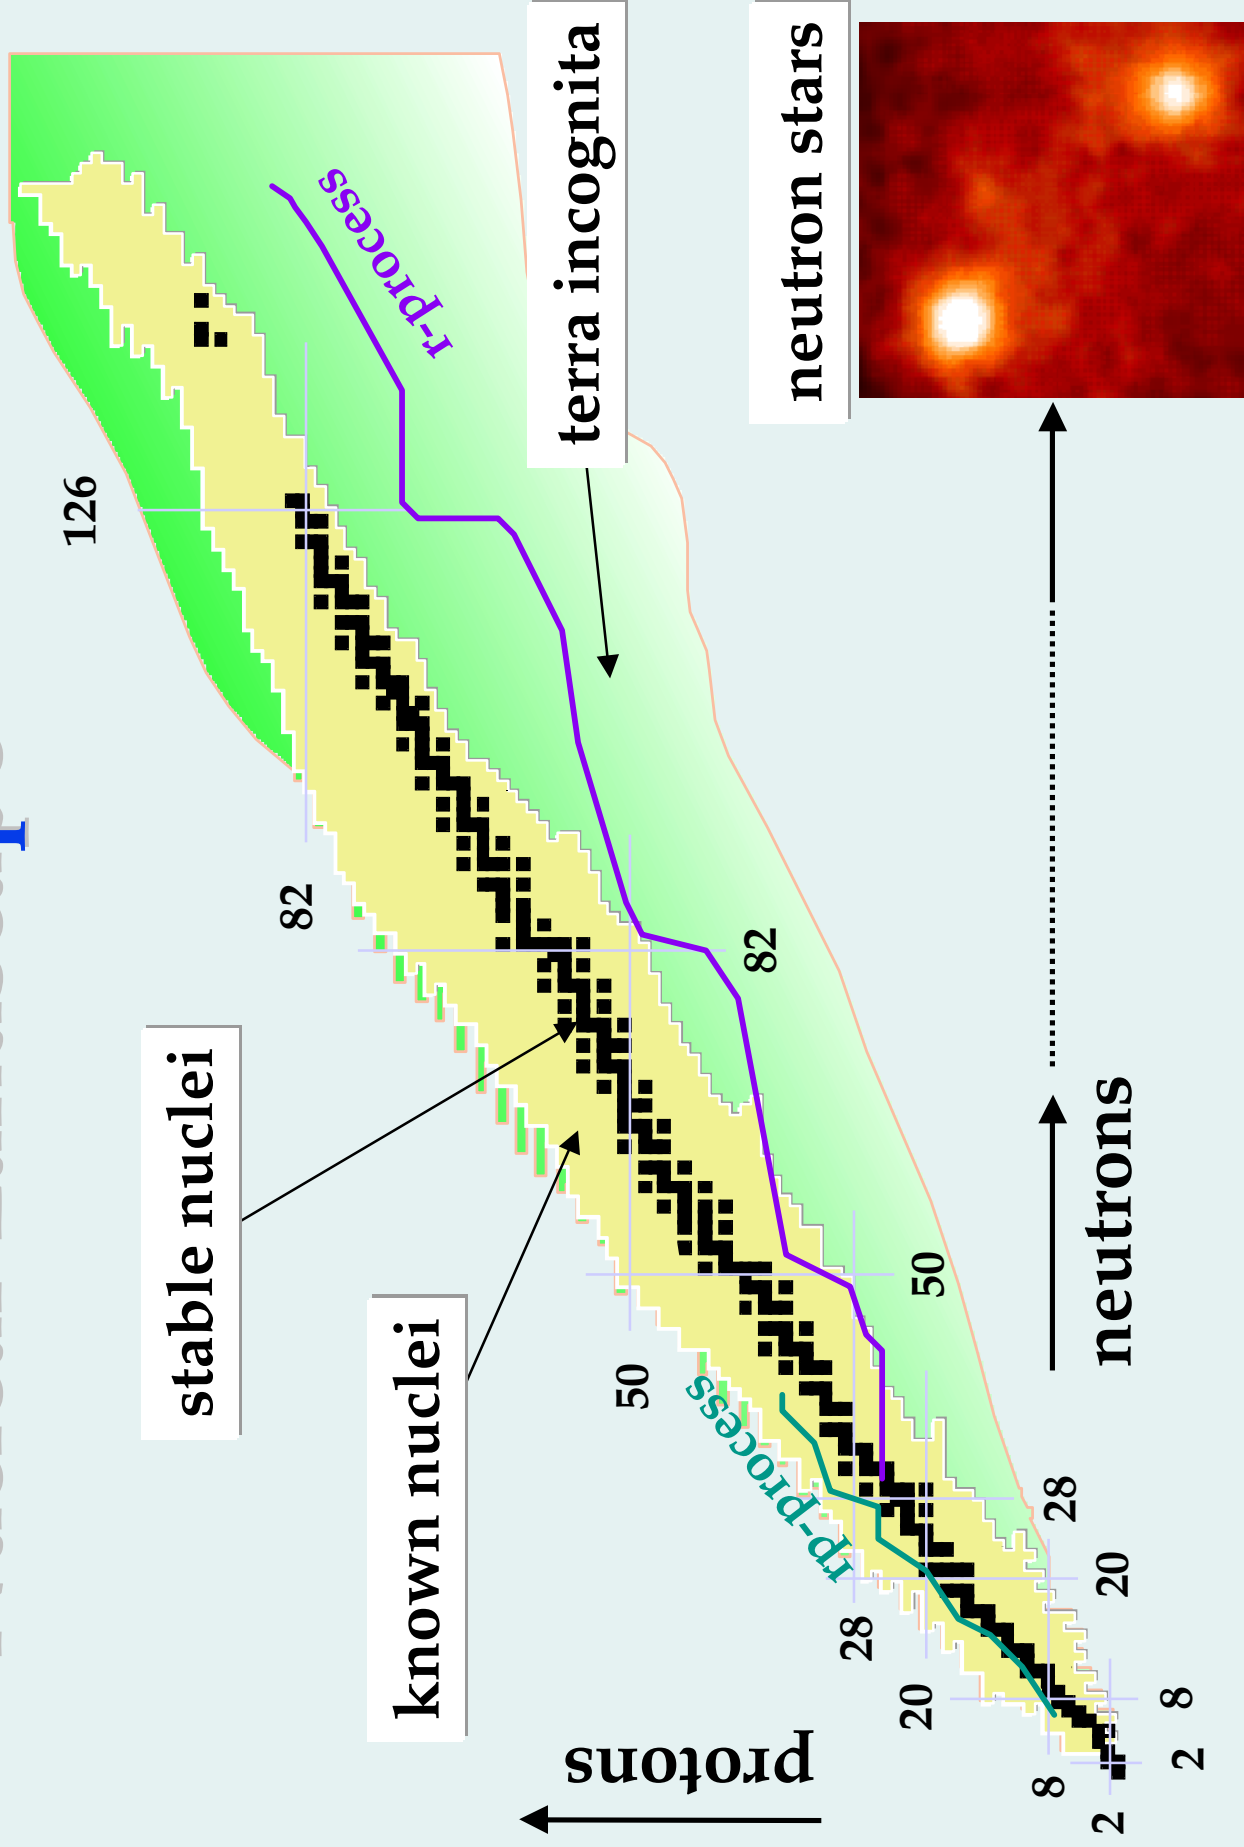 126
82
stable nuclei
known nuclei
r-process
terra incognita
neutron stars
82
50
rp-process
50
28
20
protons
8
2
28
20
8
2
neutrons